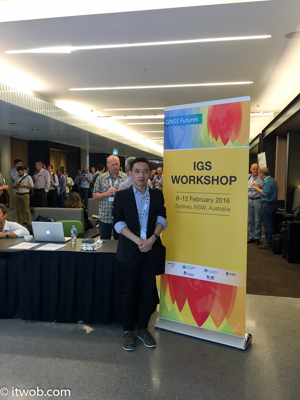 GNSS Futures
IGS
WORKSHOP
8-12 February 2016
Sydney, NSW, Australia
© itwob.com